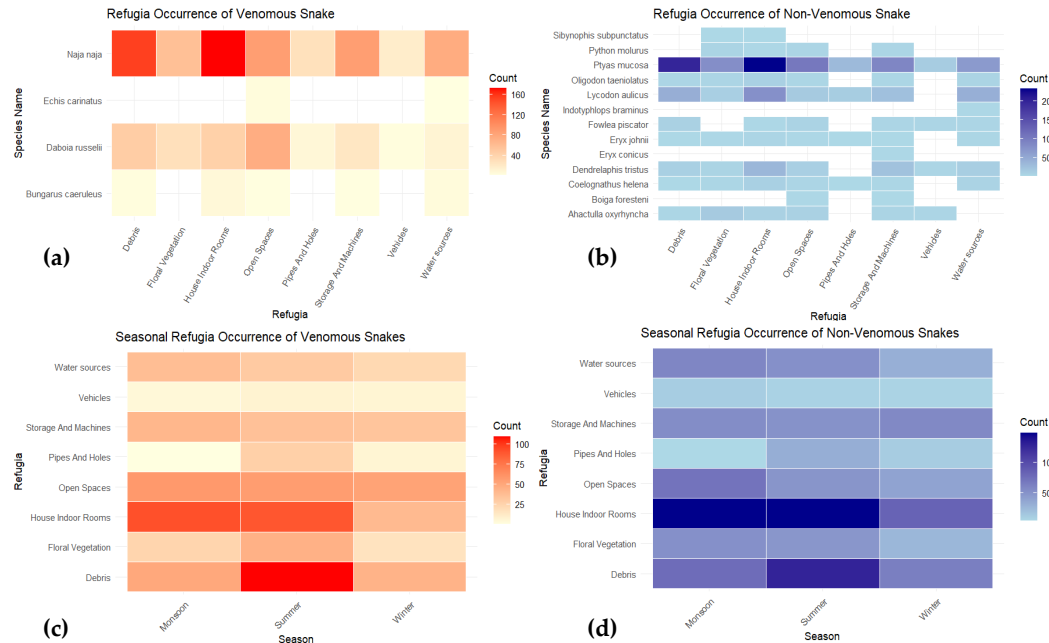 Refugia Occurrence of Venomous Snake
Species Name
Naja naja
Echis carinatus
Daboia russelii
Bungarus caeruleus
Debris
Floral Vegetation
House Indoor Rooms
Open Spaces
Pipes And Holes
Storage And Machines
Vehicles
Water sources
Refugia
Count
160
120
80
40
(a)
Refugia Occurrence of Non-Venomous Snake
Species Name
Sibynophis subpunctatus
Python molurus
Ptyas mucosa
Oligodon taeniolatus
Lycodon aulicus
Indotyphlops braminus
Fowlea piscator
Eryx johnii
Eryx conicus
Dendrelaphis tristus
Coelognathus helena
Boiga foresteni
Ahactulla oxyrhyncha
Debris
Floral Vegetation
House Indoor Rooms
Open Spaces
Pipes And Holes
Storage And Machines
Vehicles
Water sources
Refugia
Count
50
(b)
Seasonal Refugia Occurrence of Venomous Snakes
Refugia
Water sources
Vehicles
Storage And Machines
Pipes And Holes
Open Spaces
House Indoor Rooms
Floral Vegetation
Debris
Monsoon
Summer
Winter
Season
Count
100
75
50
25
(c)
Seasonal Refugia Occurrence of Non-Venomous Snakes
Refugia
Water sources
Vehicles
Storage And Machines
Pipes And Holes
Open Spaces
House Indoor Rooms
Floral Vegetation
Debris
Monsoon
Summer
Winter
Season
Count
50
(d)